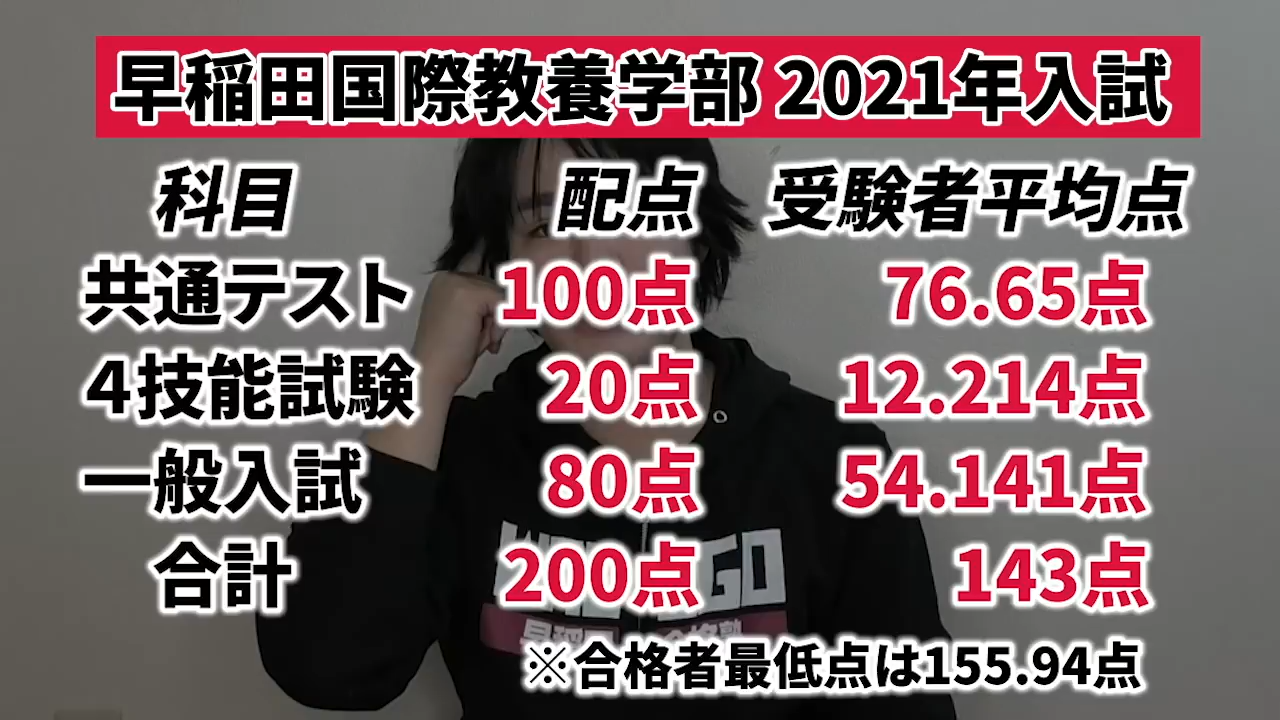 早稲田国際教養学部 2021年入試
科目 配点 受験者平均点
共通テスト 100点 76.65点
4技能試験 20点 12.214点
一般入試 80点 54.141点
合計 200点 143点
※合格者最低点は155.94点